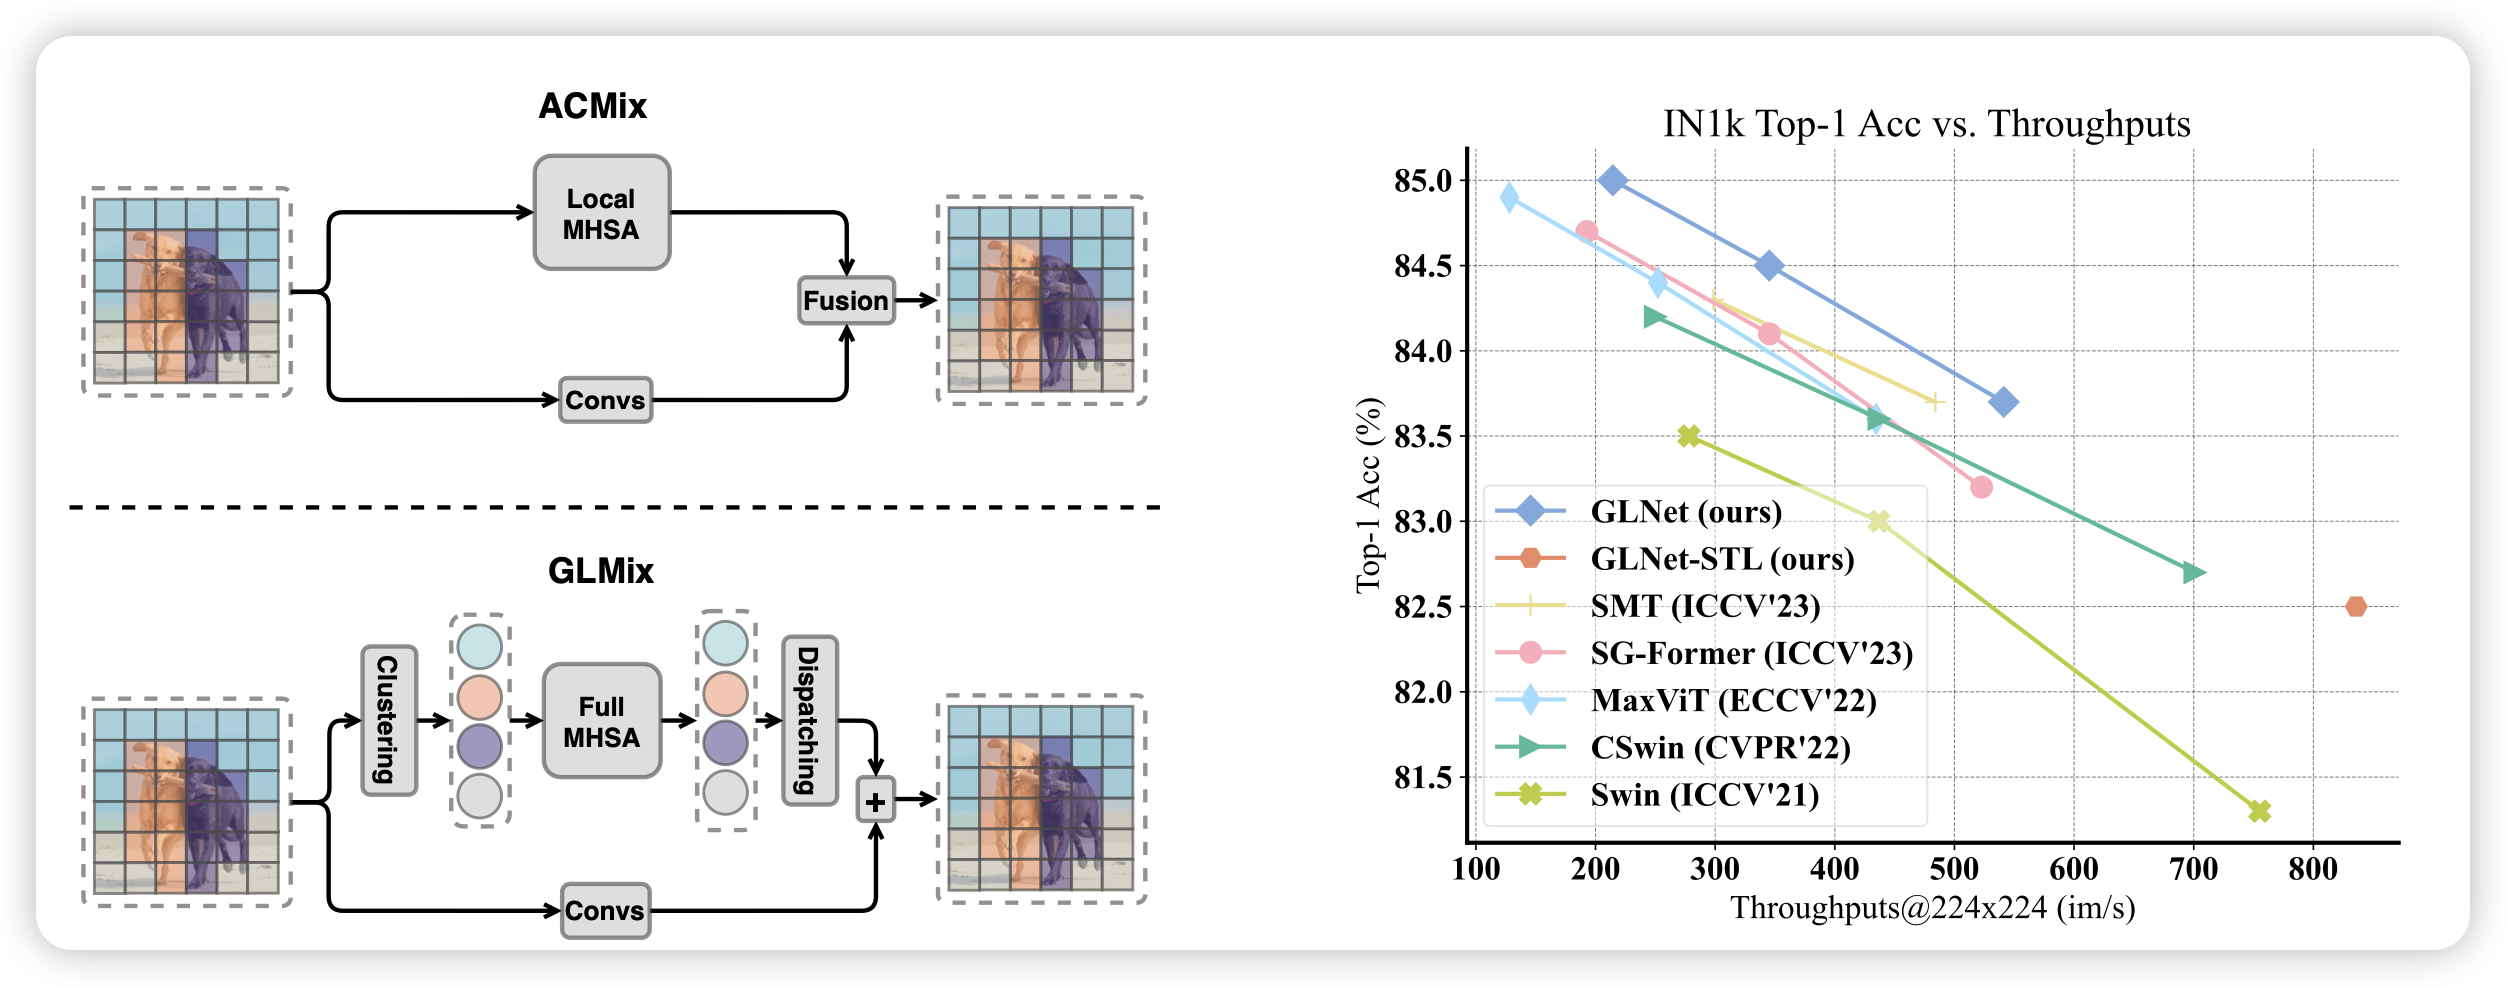 ACMix
Local
MHSA
Fusion
Convs
GLMix
Clustering
Full
MHSA
Dispatching
+
Convs
IN1k Top-1 Acc vs. Throughputs
Top-1 Acc (%)
85.0
84.5
84.0
83.5
83.0
82.5
82.0
81.5
GLNet (ours)
GLNet-STL (ours)
SMT (ICCV'23)
SG-Former (ICCV'23)
MaxViT (ECCV'22)
CSwin (CVPR'22)
Swin (ICCV'21)
100 200 300 400 500 600 700 800
Throughputs@224x224 (im/s)